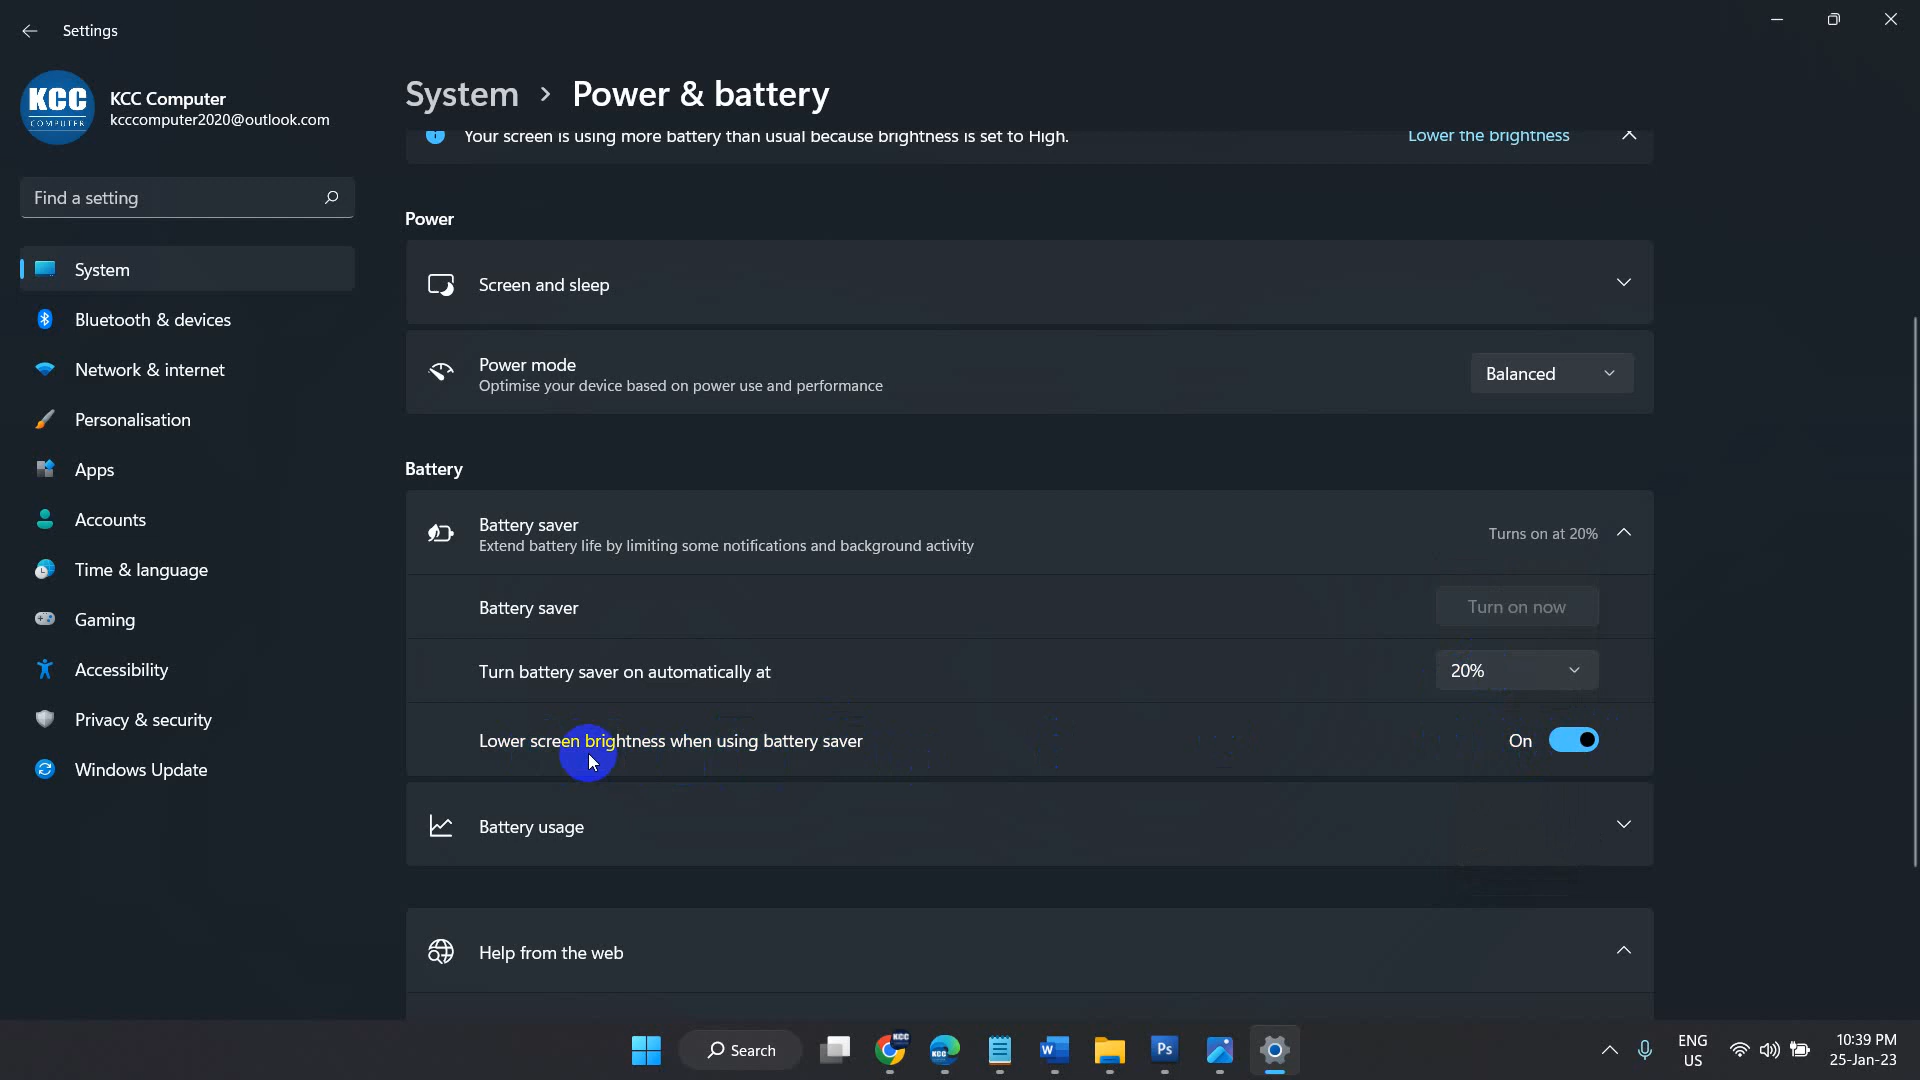 Settings
KCC
COMPUTER
KCC Computer
kcccomputer2020@outlook.com
Find a setting
System
Bluetooth & devices
Network & internet
Personalisation
Apps
Accounts
Time & language
Gaming
Accessibility
Privacy & security
Windows Update
System > Power & battery
Your screen is using more battery than usual because brightness is set to High.
Lower the brightness
Power
Screen and sleep
Power mode
Optimise your device based on power use and performance
Balanced
Battery
Battery saver
Extend battery life by limiting some notifications and background activity
Turns on at 20%
Battery saver
Turn on now
Turn battery saver on automatically at
20%
Lower screen brightness when using battery saver
On
Battery usage
Help from the web
Search
KCC
KCC
W
Ps
ENG
US
10:39 PM
25-Jan-23